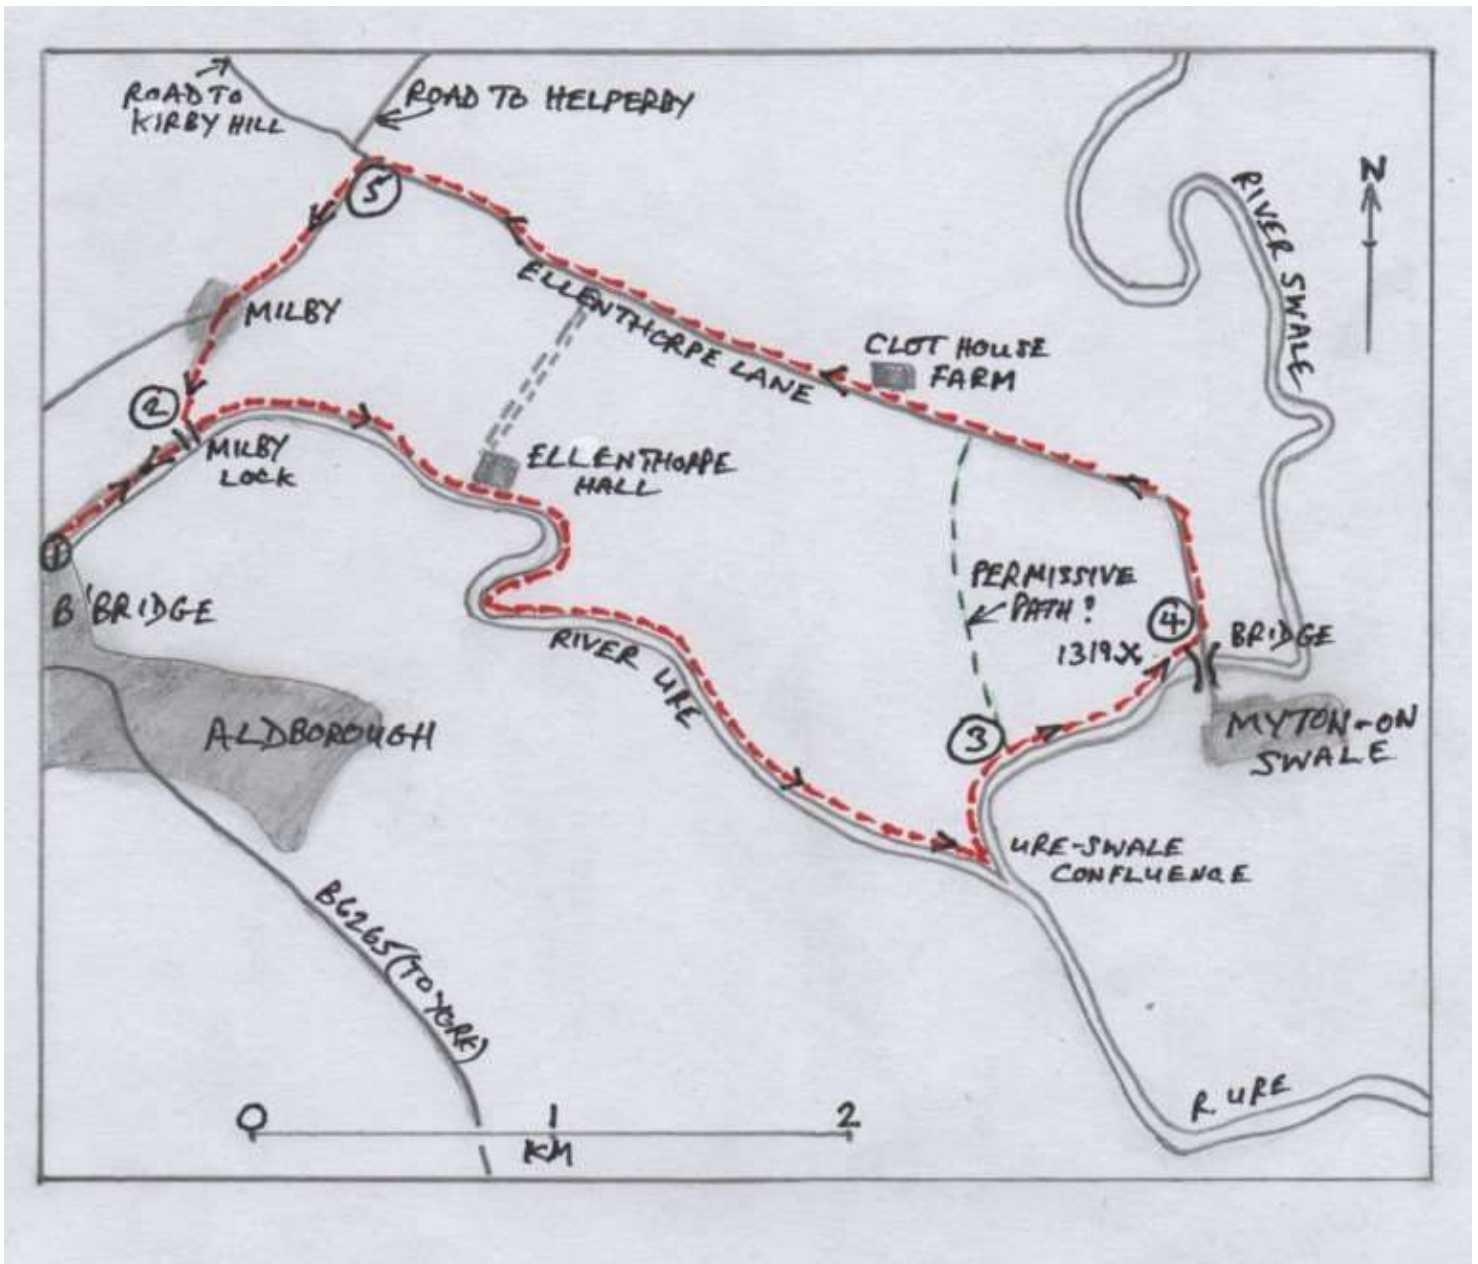 ROAD TO
KIRBY HILL
ROAD TO HELPERBY
N
5
RIVER SWALE
MILBY
ELLENTHORPE LANE
CLOT HOUSE
FARM
2
MILBY
LOCK
ELLENTHORPE
HALL
1
B'BRIDGE
PERMISSIVE
PATH?
4
1319 X
BRIDGE
RIVER URE
ALDBOROUGH
3
MYTON-ON
SWALE
URE-SWALE
CONFLUENCE
B6265 (TO YORK)
R. URE
0 1 2
KM